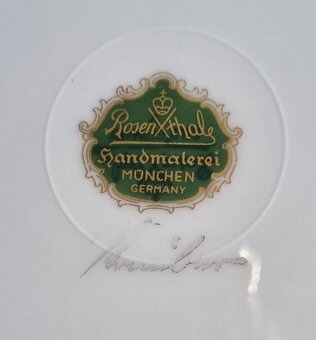 Rosenthal
Handmalerei
MÜNCHEN
GERMANY